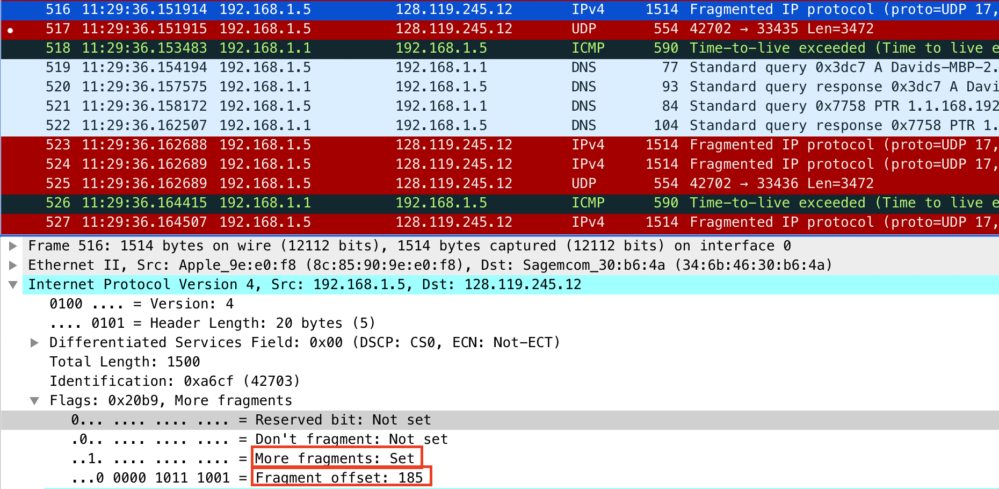 516 11:29:36.151914 192.168.1.5 128.119.245.12 IPv4 1514 Fragmented IP protocol (proto=UDP 17,
517 11:29:36.151915 192.168.1.5 128.119.245.12 UDP 554 42702 → 33435 Len=3472
518 11:29:36.153483 192.168.1.1 192.168.1.5 ICMP 590 Time-to-live exceeded (Time to live e
519 11:29:36.154194 192.168.1.5 192.168.1.1 DNS 77 Standard query 0x3dc7 A Davids-MBP-2.
520 11:29:36.157575 192.168.1.1 192.168.1.5 DNS 93 Standard query response 0x3dc7 A Davi
521 11:29:36.158172 192.168.1.5 192.168.1.1 DNS 84 Standard query 0x7758 PTR 1.1.168.192
522 11:29:36.162507 192.168.1.1 192.168.1.5 DNS 104 Standard query response 0x7758 PTR 1.
523 11:29:36.162688 192.168.1.5 128.119.245.12 IPv4 1514 Fragmented IP protocol (proto=UDP 17,
524 11:29:36.162689 192.168.1.5 128.119.245.12 IPv4 1514 Fragmented IP protocol (proto=UDP 17,
525 11:29:36.162689 192.168.1.5 128.119.245.12 UDP 554 42702 → 33436 Len=3472
526 11:29:36.164415 192.168.1.1 192.168.1.5 ICMP 590 Time-to-live exceeded (Time to live e
527 11:29:36.164507 192.168.1.5 128.119.245.12 IPv4 1514 Fragmented IP protocol (proto=UDP 17,
Frame 516: 1514 bytes on wire (12112 bits), 1514 bytes captured (12112 bits) on interface 0
Ethernet II, Src: Apple_9e:e0:f8 (8c:85:90:9e:e0:f8), Dst: Sagemcom_30:b6:4a (34:6b:46:30:b6:4a)
Internet Protocol Version 4, Src: 192.168.1.5, Dst: 128.119.245.12
0100 .... = Version: 4
.... 0101 = Header Length: 20 bytes (5)
Differentiated Services Field: 0x00 (DSCP: CS0, ECN: Not-ECT)
Total Length: 1500
Identification: 0xa6cf (42703)
Flags: 0x20b9, More fragments
0... .... .... .... = Reserved bit: Not set
.0.. .... .... .... = Don't fragment: Not set
..1. .... .... .... = More fragments: Set
...0 0000 1011 1001 = Fragment offset: 185